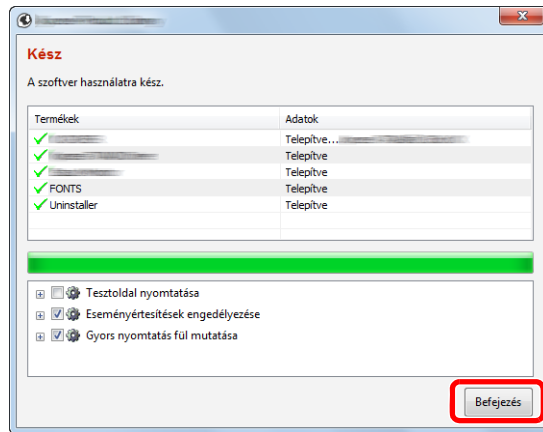 Kész
A szoftver használatra kész.
Termékek Adatok
Telepítve...
Telepítve
Telepítve
FONTS Telepítve
Uninstaller Telepítve
Tesztoldal nyomtatása
Eseményértesítések engedélyezése
Gyors nyomtatás fül mutatása
Befejezés